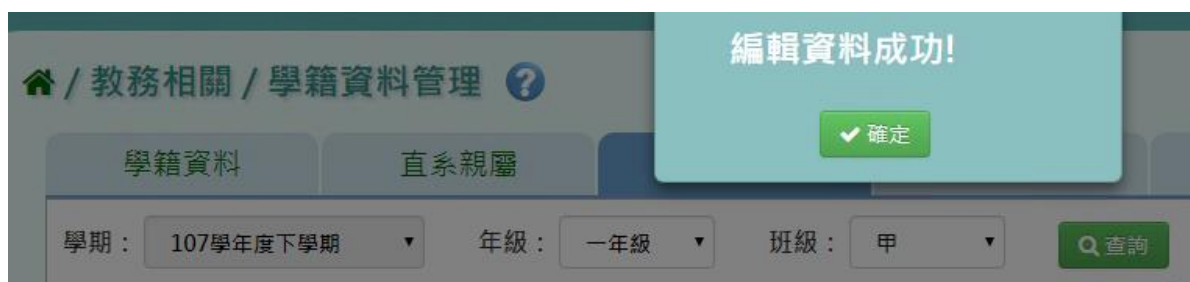 編輯資料成功!
確定
/ 教務相關 / 學籍資料管理 ?
學籍資料 直系親屬
學期： 107學年度下學期 年級： 一年級 班級： 甲 查詢